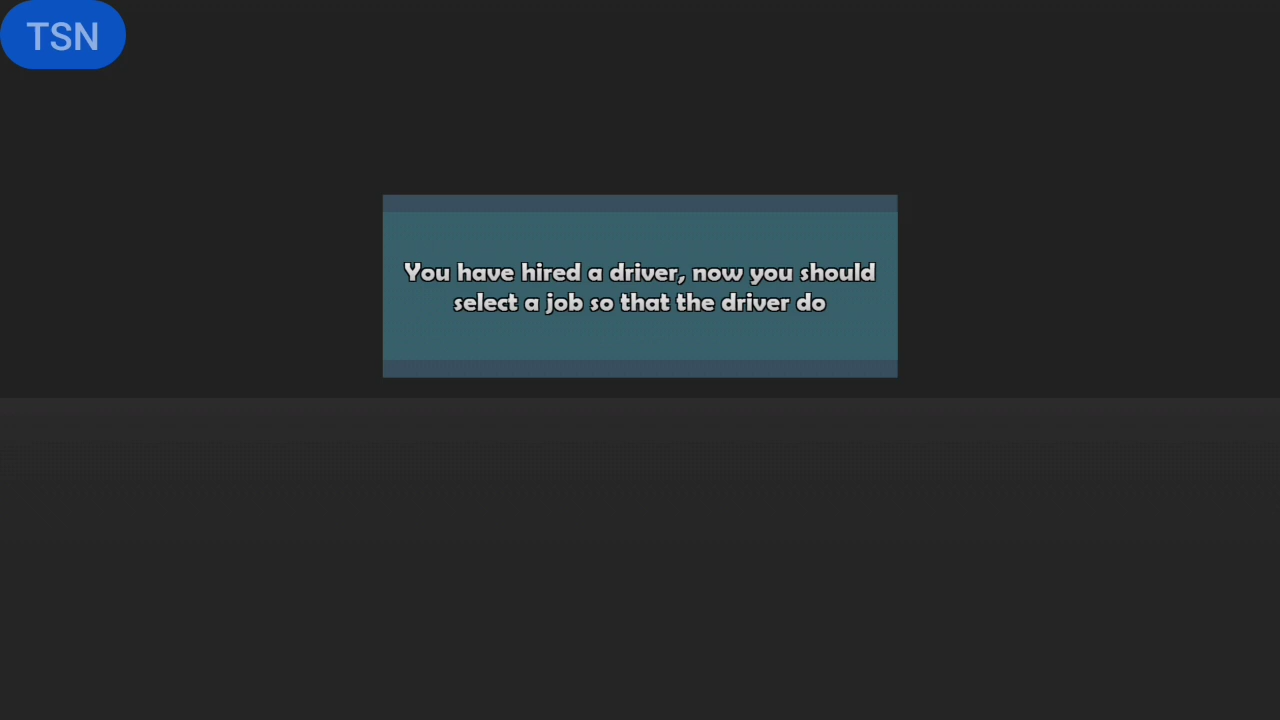 TSN
You have hired a driver, now you should
select a job so that the driver do